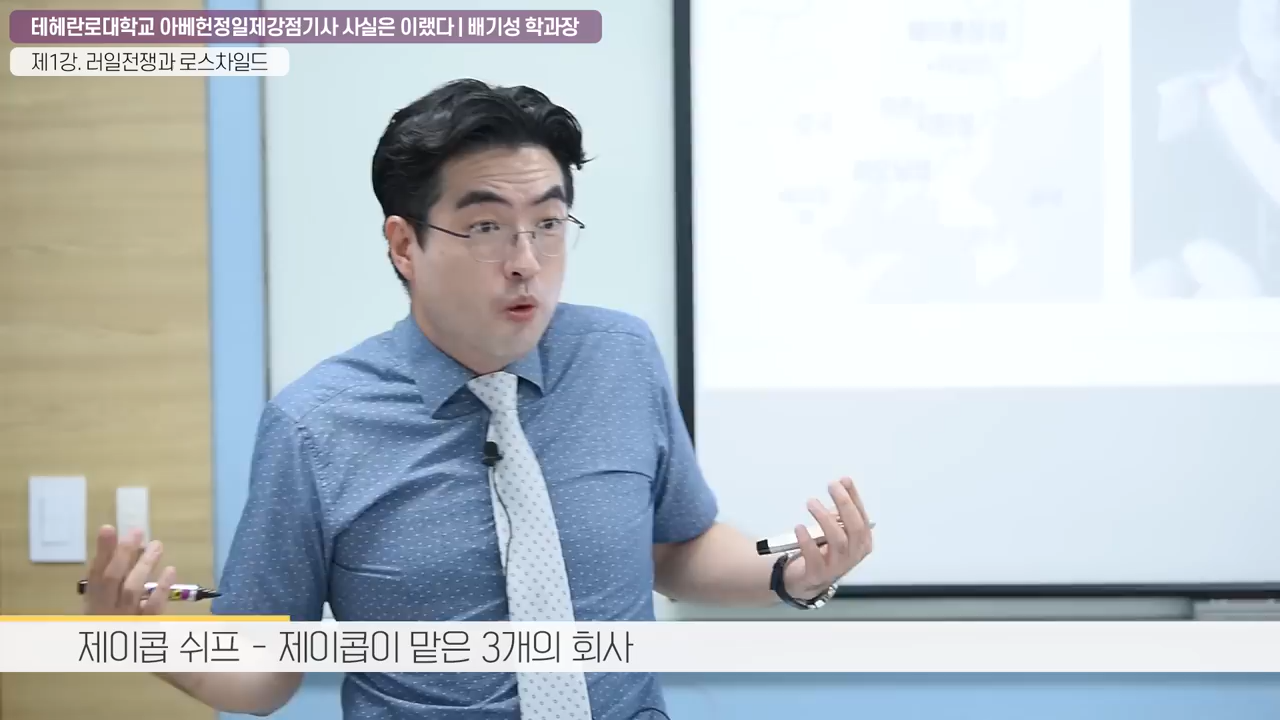 테헤란로대학교 아베헌정일제강점기사 사실은 이랬다 | 배기성 학과장
제1강. 러일전쟁과 로스차일드
제이콥 쉬프 - 제이콥이 맡은 3개의 회사